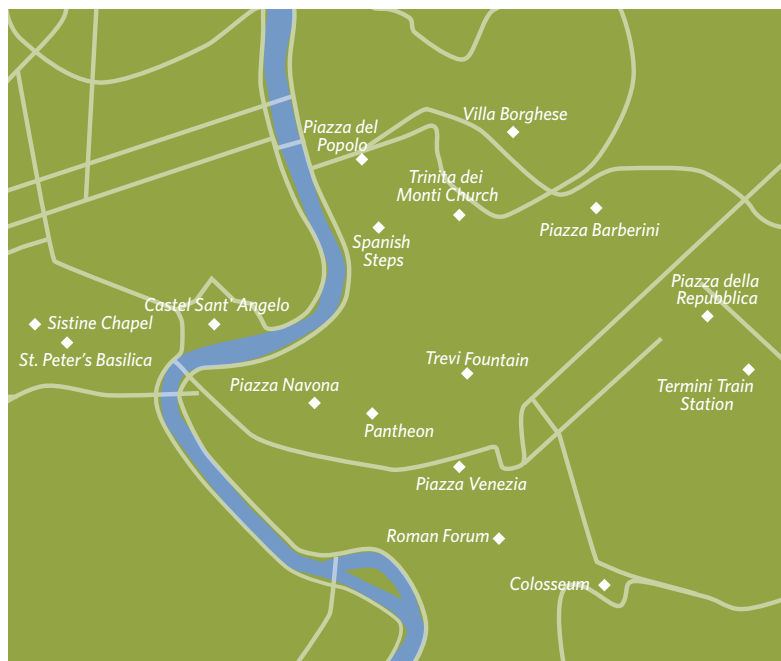 Villa Borghese
Piazza del
Popolo
Trinita dei
Monti Church
Piazza Barberini
Spanish
Steps
Piazza della
Repubblica
Castel Sant' Angelo
Sistine Chapel
St. Peter's Basilica
Trevi Fountain
Piazza Navona
Termini Train
Station
Pantheon
Piazza Venezia
Roman Forum
Colosseum